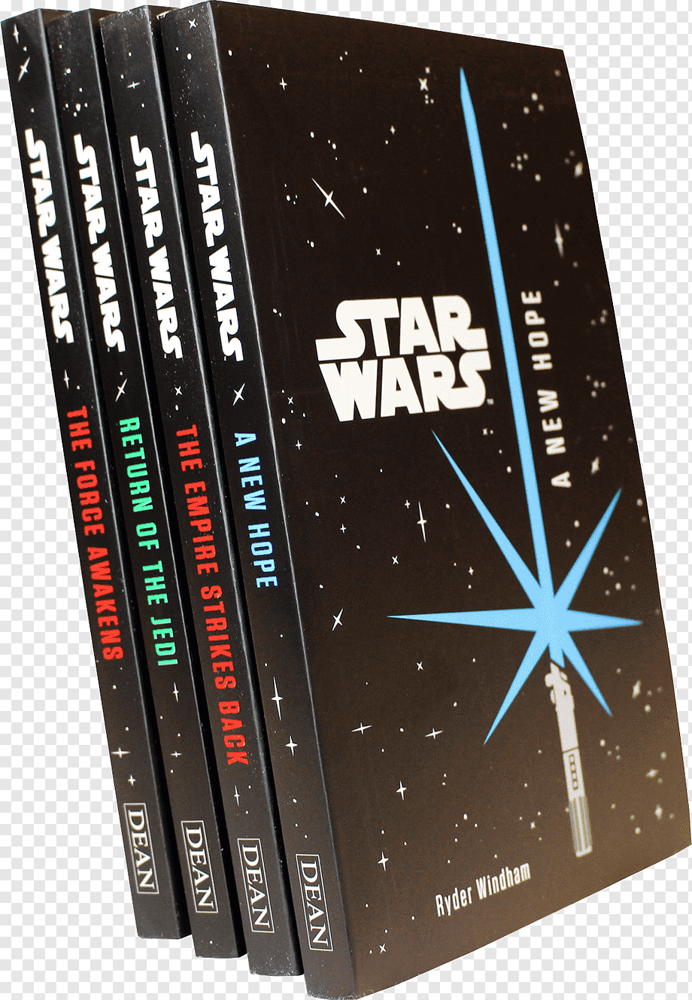 STAR WARS
THE FORCE AWAKENS
DEAN
STAR WARS
RETURN OF THE JEDI
DEAN
STAR WARS
THE EMPIRE STRIKES BACK
DEAN
STAR WARS
A NEW HOPE
DEAN
STAR
WARS
A NEW HOPE
Ryder Windham